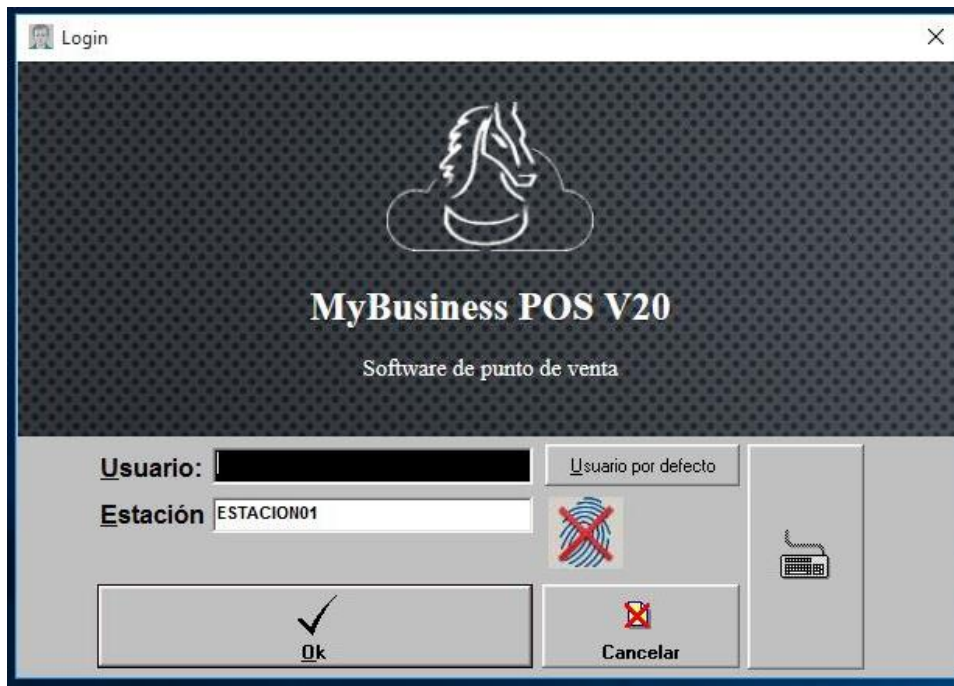 Login
MyBusiness POS V20
Software de punto de venta
Usuario:
Usuario por defecto
Estación
ESTACION01
Ok
Cancelar